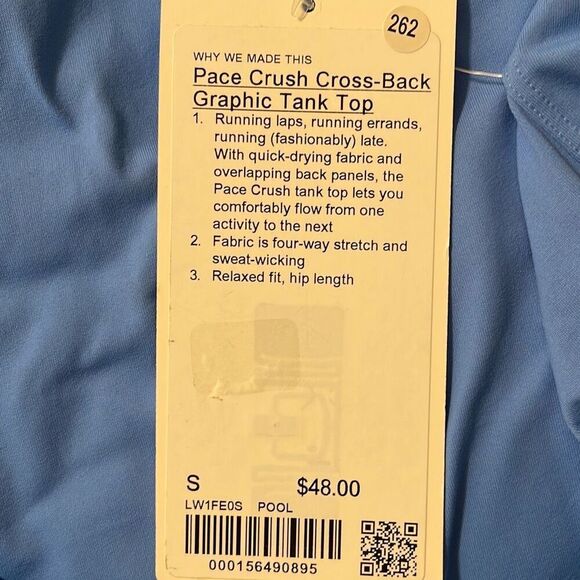 262
WHY WE MADE THIS
Pace Crush Cross-Back
Graphic Tank Top
1. Running laps, running errands,
running (fashionably) late.
With quick-drying fabric and
overlapping back panels, the
Pace Crush tank top lets you
comfortably flow from one
activity to the next
2. Fabric is four-way stretch and
sweat-wicking
3. Relaxed fit, hip length
S $48.00
LW1FE0S POOL
000156490895